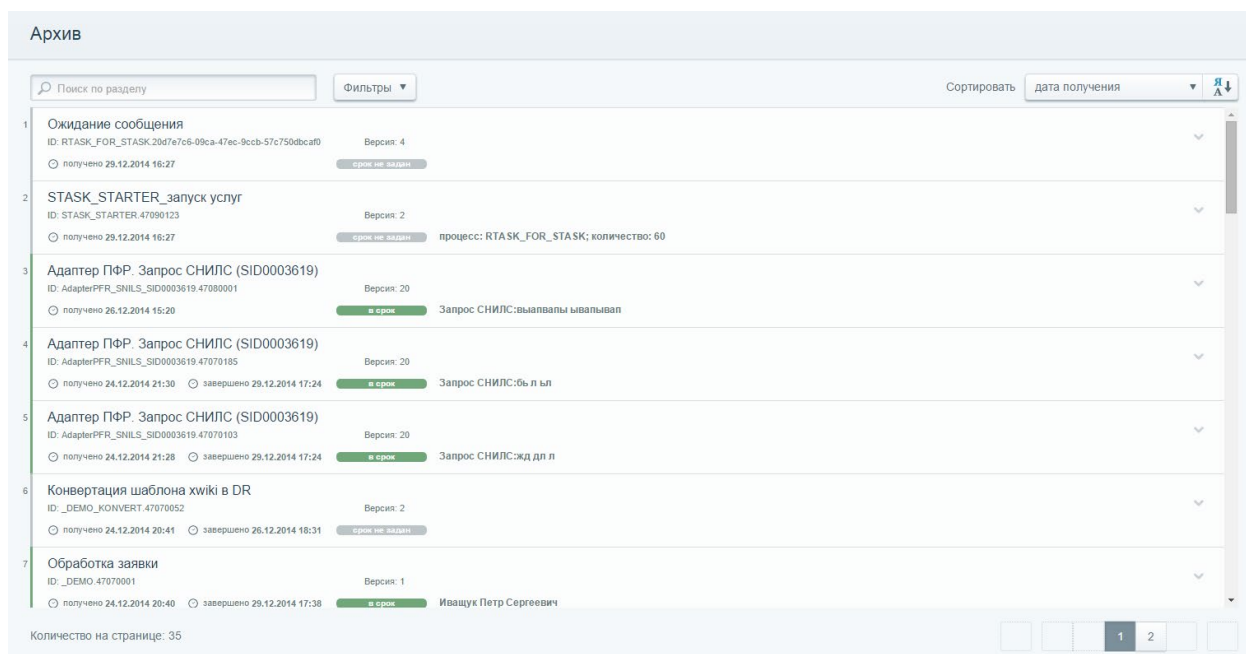 Архив
Поиск по разделу Фильтры ▼ Сортировать дата получения ▼ Я А
1 Ожидание сообщения
ID: RTASK_FOR_STASK.20d7e7c6-09ca-47ec-9ccb-57c750dbcaf0 Версия: 4
получено 29.12.2014 16:27 срок не задан
2 STASK_STARTER_запуск услуг
ID: STASK_STARTER.47090123 Версия: 2
получено 29.12.2014 16:27 срок не задан процесс: RTASK_FOR_STASK; количество: 60
3 Адаптер ПФР. Запрос СНИЛС (SID0003619)
ID: AdapterPFR_SNILS_SID0003619.47080001 Версия: 20
получено 26.12.2014 15:20 в срок Запрос СНИЛС:выапвапы ывапывап
4 Адаптер ПФР. Запрос СНИЛС (SID0003619)
ID: AdapterPFR_SNILS_SID0003619.47070185 Версия: 20
получено 24.12.2014 21:30 завершено 29.12.2014 17:24 в срок Запрос СНИЛС:бь л ьл
5 Адаптер ПФР. Запрос СНИЛС (SID0003619)
ID: AdapterPFR_SNILS_SID0003619.47070103 Версия: 20
получено 24.12.2014 21:28 завершено 29.12.2014 17:24 в срок Запрос СНИЛС:жд дл л
6 Конвертация шаблона xwiki в DR
ID: _DEMO_KONVERT.47070052 Версия: 2
получено 24.12.2014 20:41 завершено 26.12.2014 18:31 срок не задан
7 Обработка заявки
ID: _DEMO.47070001 Версия: 1
получено 24.12.2014 20:40 завершено 29.12.2014 17:38 в срок Иващук Петр Сергеевич
Количество на странице: 35 1 2